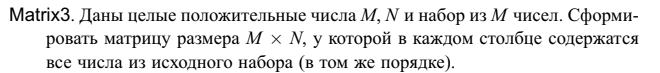 Matrix3. Даны целые положительные числа M, N и набор из M чисел. Сформи-
ровать матрицу размера M × N, у которой в каждом столбце содержатся
все числа из исходного набора (в том же порядке).